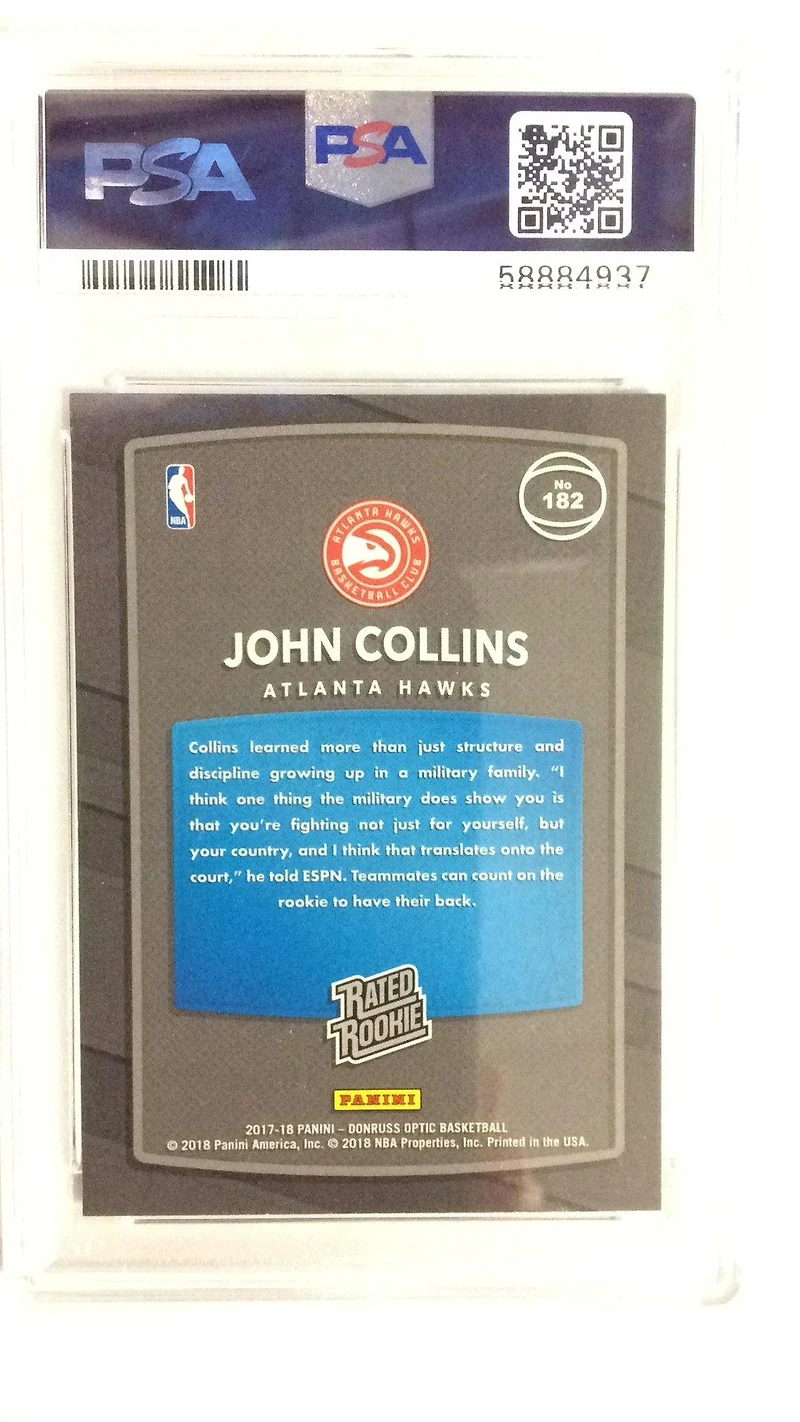 PSA
PSA
58884937
NBA
No
182
ATLANTA HAWKS
BASKETBALL CLUB
JOHN COLLINS
ATLANTA HAWKS
Collins learned more than just structure and
discipline growing up in a military family. “I
think one thing the military does show you is
that you’re fighting not just for yourself, but
your country, and I think that translates onto the
court,” he told ESPN. Teammates can count on the
rookie to have their back.
RATED
ROOKIE
PANINI
2017-18 PANINI – DONRUSS OPTIC BASKETBALL
© 2018 Panini America, Inc. © 2018 NBA Properties, Inc. Printed in the USA.